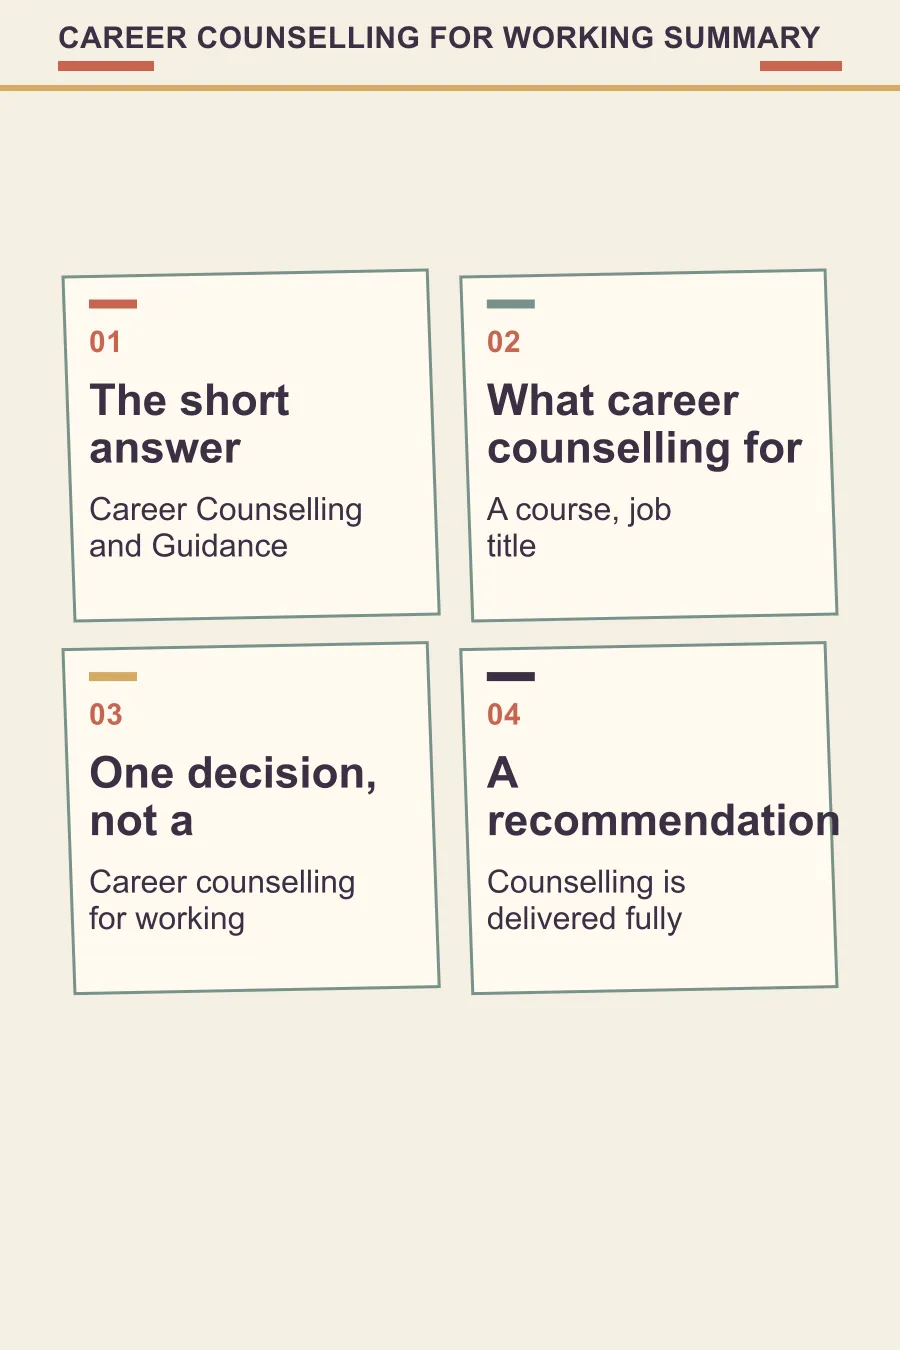 CAREER COUNSELLING FOR WORKING SUMMARY
01
The short
answer
Career Counselling
and Guidance
02
What career
counselling for
A course, job
title
03
One decision,
not a
Career counselling
for working
04
A
recommendation
Counselling is
delivered fully